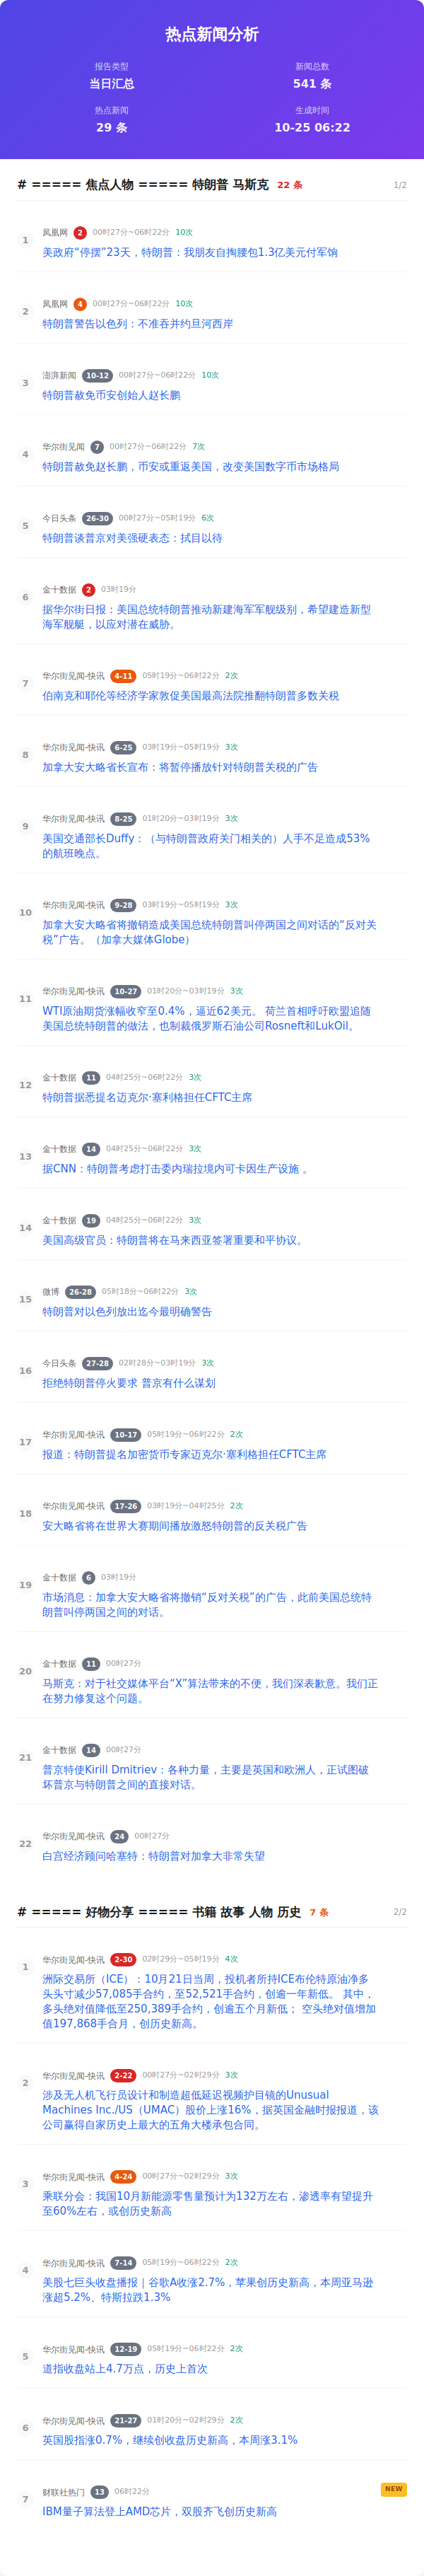 热点新闻分析
报告类型
当日汇总
新闻总数
541 条
热点新闻
29 条
生成时间
10-25 06:22
# ===== 焦点人物 ===== 特朗普 马斯克 22 条 1/2
1
凤凰网 2 00时27分~06时22分 10次
美政府“停摆”23天，特朗普：我朋友自掏腰包1.3亿美元付军饷
2
凤凰网 4 00时27分~06时22分 10次
特朗普警告以色列：不准吞并约旦河西岸
3
澎湃新闻 10-12 00时27分~06时22分 10次
特朗普赦免币安创始人赵长鹏
4
华尔街见闻 7 00时27分~06时22分 7次
特朗普赦免赵长鹏，币安或重返美国，改变美国数字币市场格局
5
今日头条 26-30 00时27分~05时19分 6次
特朗普谈普京对美强硬表态：拭目以待
6
金十数据 2 03时19分
据华尔街日报：美国总统特朗普推动新建海军军舰级别，希望建造新型
海军舰艇，以应对潜在威胁。
7
华尔街见闻-快讯 4-11 05时19分~06时22分 2次
伯南克和耶伦等经济学家敦促美国最高法院推翻特朗普多数关税
8
华尔街见闻-快讯 6-25 03时19分~05时19分 3次
加拿大安大略省长宣布：将暂停播放针对特朗普关税的广告
9
华尔街见闻-快讯 8-25 01时20分~03时19分 3次
美国交通部长Duffy：（与特朗普政府关门相关的）人手不足造成53%
的航班晚点。
10
华尔街见闻-快讯 9-28 03时19分~05时19分 3次
加拿大安大略省将撤销造成美国总统特朗普叫停两国之间对话的“反对关
税”广告。（加拿大媒体Globe）
11
华尔街见闻-快讯 10-27 01时20分~03时19分 3次
WTI原油期货涨幅收窄至0.4%，逼近62美元。 荷兰首相呼吁欧盟追随
美国总统特朗普的做法，也制裁俄罗斯石油公司Rosneft和LukOil。
12
金十数据 11 04时25分~06时22分 3次
特朗普据悉提名迈克尔·塞利格担任CFTC主席
13
金十数据 14 04时25分~06时22分 3次
据CNN：特朗普考虑打击委内瑞拉境内可卡因生产设施 。
14
金十数据 19 04时25分~06时22分 3次
美国高级官员：特朗普将在马来西亚签署重要和平协议。
15
微博 26-28 05时18分~06时22分 3次
特朗普对以色列放出迄今最明确警告
16
今日头条 27-28 02时28分~03时19分 3次
拒绝特朗普停火要求 普京有什么谋划
17
华尔街见闻-快讯 10-17 05时19分~06时22分 2次
报道：特朗普提名加密货币专家迈克尔·塞利格担任CFTC主席
18
华尔街见闻-快讯 17-26 03时19分~04时25分 2次
安大略省将在世界大赛期间播放激怒特朗普的反关税广告
19
金十数据 6 03时19分
市场消息：加拿大安大略省将撤销“反对关税”的广告，此前美国总统特
朗普叫停两国之间的对话。
20
金十数据 11 00时27分
马斯克：对于社交媒体平台“X”算法带来的不便，我们深表歉意。我们正
在努力修复这个问题。
21
金十数据 14 00时27分
普京特使Kirill Dmitriev：各种力量，主要是英国和欧洲人，正试图破
坏普京与特朗普之间的直接对话。
22
华尔街见闻-快讯 24 00时27分
白宫经济顾问哈塞特：特朗普对加拿大非常失望
# ===== 好物分享 ===== 书籍 故事 人物 历史 7 条 2/2
1
华尔街见闻-快讯 2-30 02时29分~05时19分 4次
洲际交易所（ICE）：10月21日当周，投机者所持ICE布伦特原油净多
头头寸减少57,085手合约，至52,521手合约，创逾一年新低。 其中，
多头绝对值降低至250,389手合约，创逾五个月新低； 空头绝对值增加
值197,868手合月，创历史新高。
2
华尔街见闻-快讯 2-22 00时27分~02时29分 3次
涉及无人机飞行员设计和制造超低延迟视频护目镜的Unusual
Machines Inc./US（UMAC）股价上涨16%，据英国金融时报报道，该
公司赢得自家历史上最大的五角大楼承包合同。
3
华尔街见闻-快讯 4-24 00时27分~02时29分 3次
乘联分会：我国10月新能源零售量预计为132万左右，渗透率有望提升
至60%左右，或创历史新高
4
华尔街见闻-快讯 7-14 05时19分~06时22分 2次
美股七巨头收盘播报｜谷歌A收涨2.7%，苹果创历史新高，本周亚马逊
涨超5.2%、特斯拉跌1.3%
5
华尔街见闻-快讯 12-19 05时19分~06时22分 2次
道指收盘站上4.7万点，历史上首次
6
华尔街见闻-快讯 21-27 01时20分~02时29分 2次
英国股指涨0.7%，继续创收盘历史新高，本周涨3.1%
7
财联社热门 13 06时22分 NEW
IBM量子算法登上AMD芯片，双股齐飞创历史新高